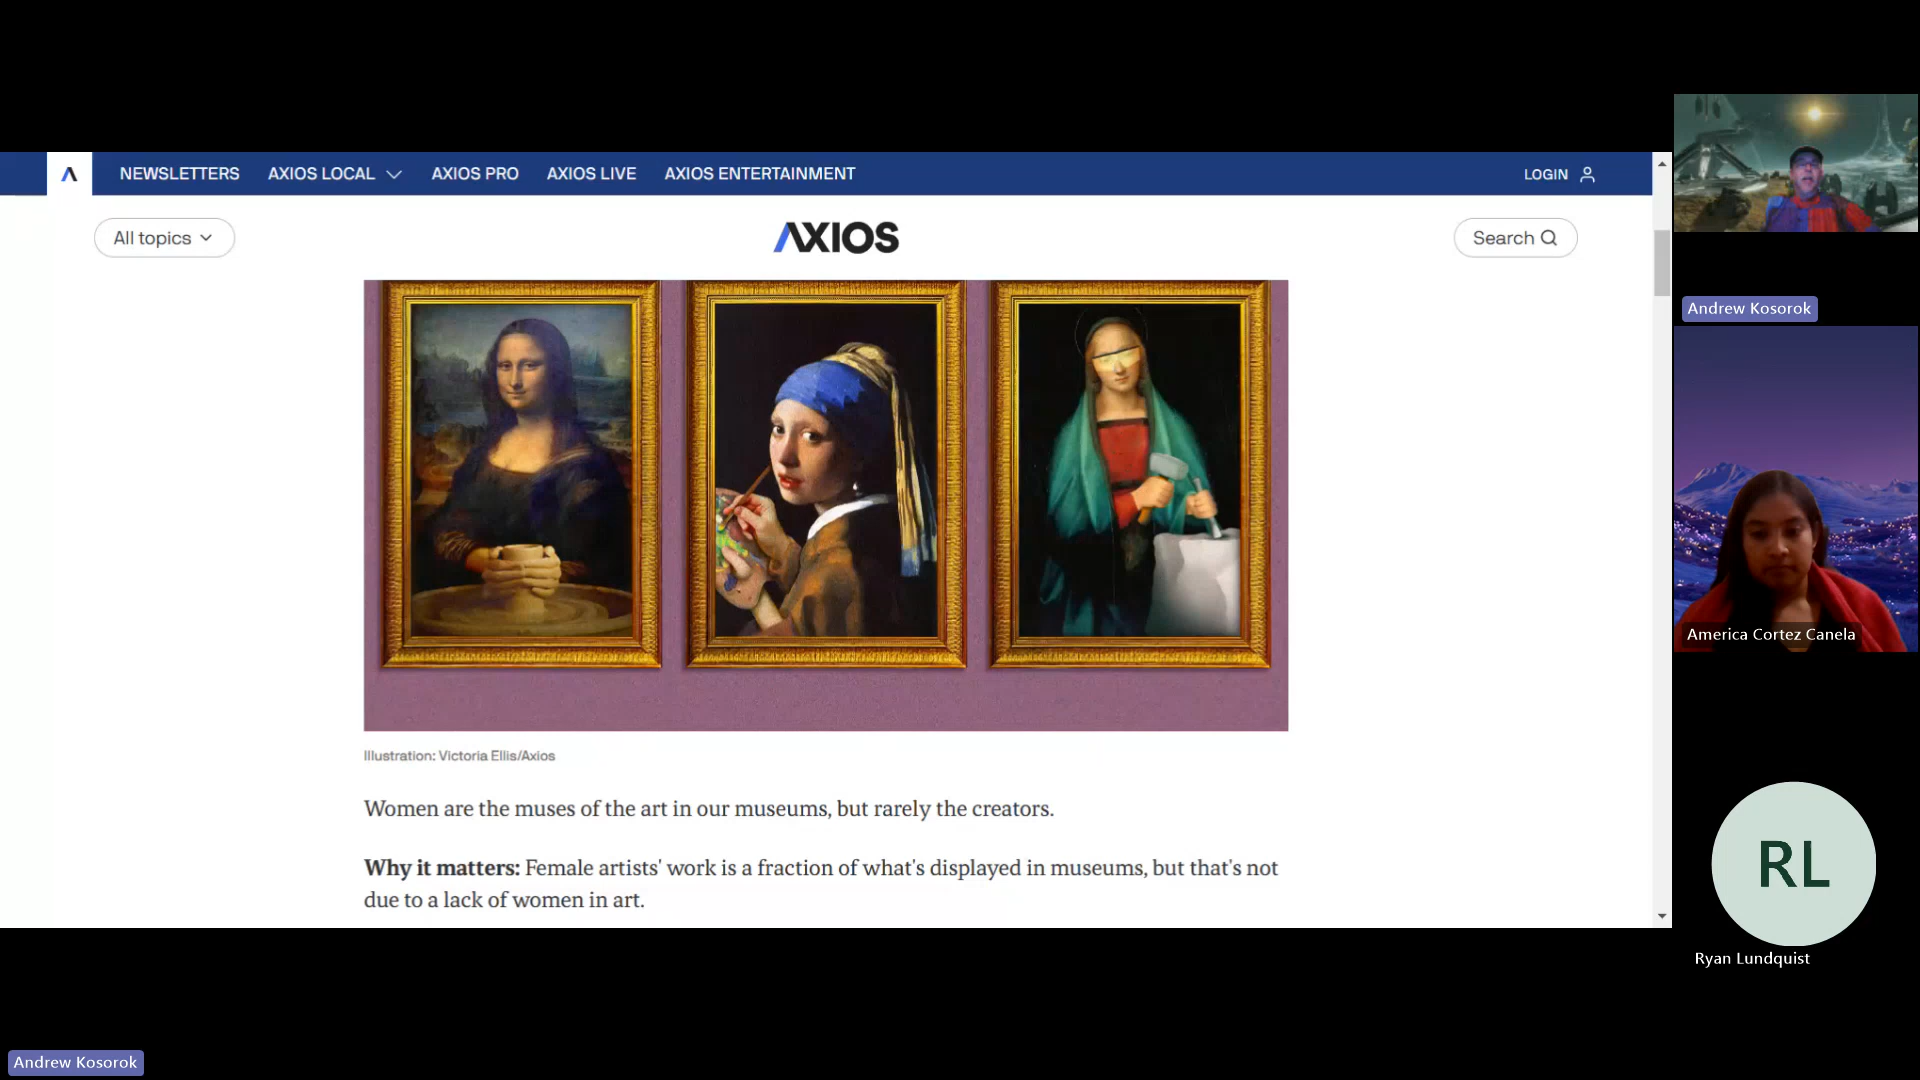 NEWSLETTERS AXIOS LOCAL AXIOS PRO AXIOS LIVE AXIOS ENTERTAINMENT LOGIN
All topics AXIOS Search
Illustration: Victoria Ellis/Axios
Women are the muses of the art in our museums, but rarely the creators.
Why it matters: Female artists' work is a fraction of what's displayed in museums, but that's not
due to a lack of women in art.
Andrew Kosorok
America Cortez Canela
RL
Ryan Lundquist
Andrew Kosorok